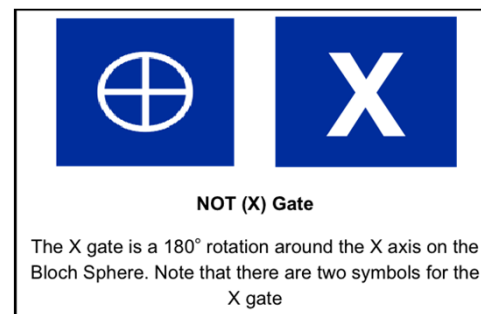 X
NOT (X) Gate
The X gate is a 180° rotation around the X axis on the
Bloch Sphere. Note that there are two symbols for the
X gate